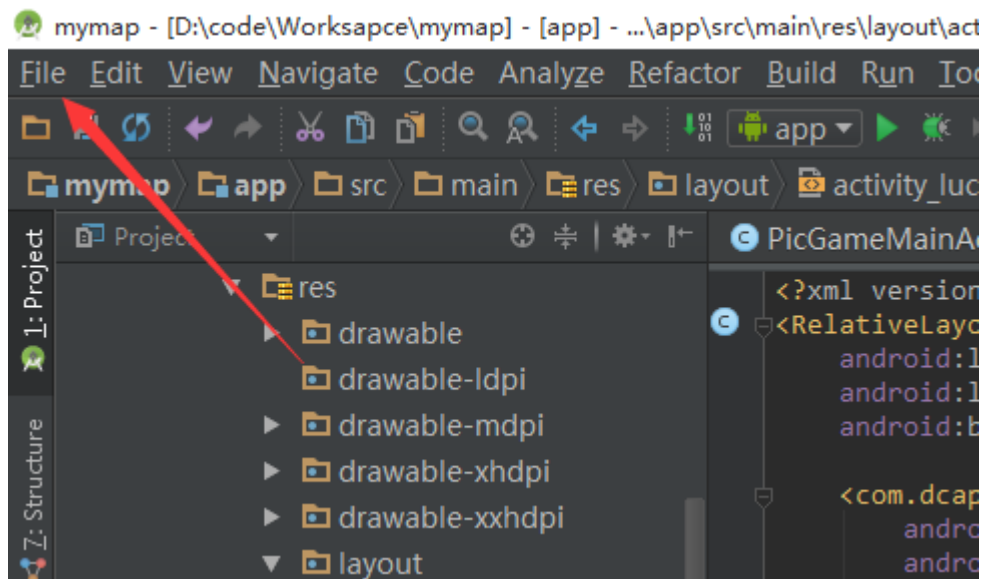 mymap - [D:\code\Worksapce\mymap] - [app] - ...\app\src\main\res\layout\act
File Edit View Navigate Code Analyze Refactor Build Run Too
app
mymap app src main res layout activity_luc
1: Project
Project
PicGameMainA
res
<?xml version
drawable
<RelativeLayo
drawable-ldpi
android:l
android:l
drawable-mdpi
android:b
drawable-xhdpi
7: Structure
drawable-xxhdpi
<com.dcap
andro
layout
andro